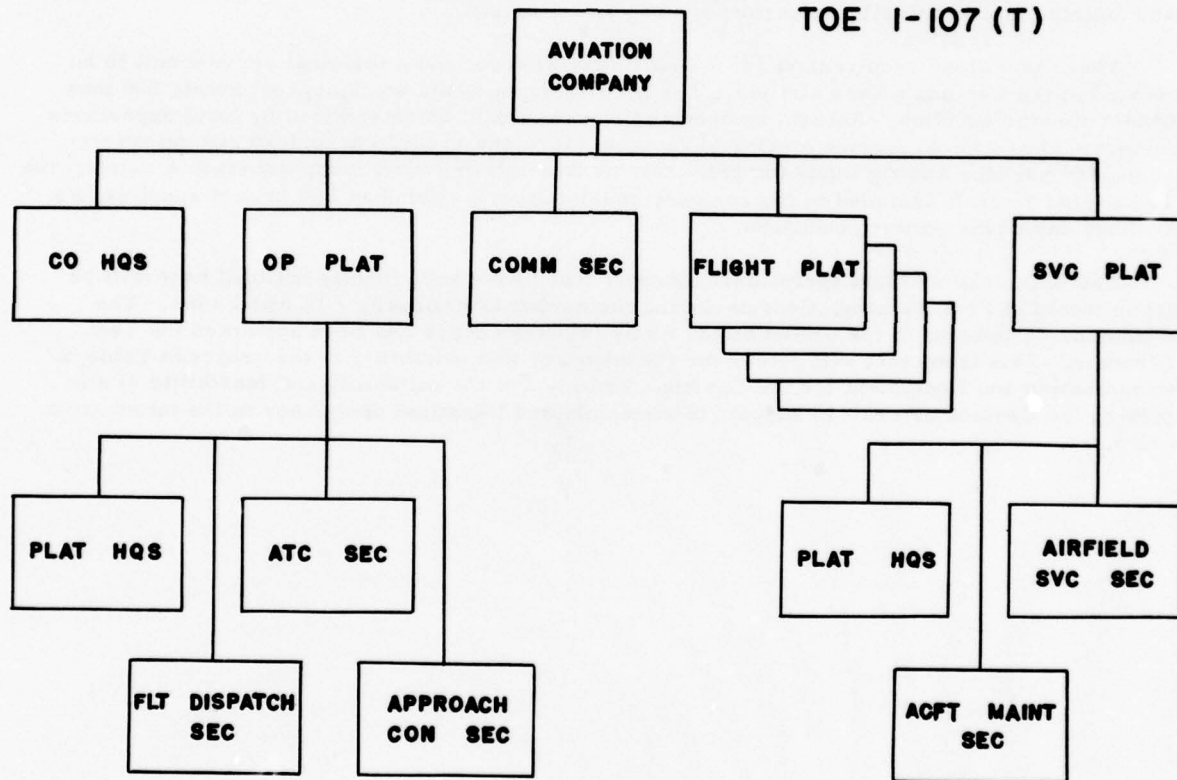 TOE 1-107 (T)
AVIATION
COMPANY
CO HQS
OP PLAT
COMM SEC
FLIGHT PLAT
SVC PLAT
PLAT HQS
ATC SEC
PLAT HQS
AIRFIELD
SVC SEC
FLT DISPATCH
SEC
APPROACH
CON SEC
ACFT MAINT
SEC